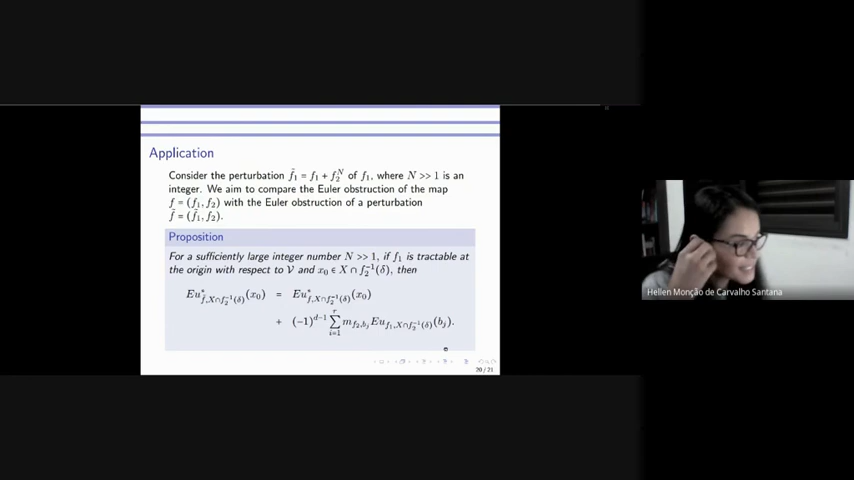 Application
Consider the perturbation f̃₁ = f₁ + f₂ᴺ of f₁, where N >> 1 is an
integer. We aim to compare the Euler obstruction of the map
f = (f₁, f₂) with the Euler obstruction of a perturbation
f̃ = (f̃₁, f₂).
Proposition
For a sufficiently large integer number N >> 1, if f₁ is tractable at
the origin with respect to 𝒱 and x₀ ∈ X ∩ f₂⁻¹(δ), then
Eu*_{f̃,X∩f₂⁻¹(δ)}(x₀) = Eu*_{f,X∩f₂⁻¹(δ)}(x₀)
+ (-1)^{d-1} ∑_{i=1}^{r} m_{f₂,b_j} Eu_{f₁,X∩f₂⁻¹(δ)}(b_j).
20 / 21
Hellen Monção de Carvalho Santana